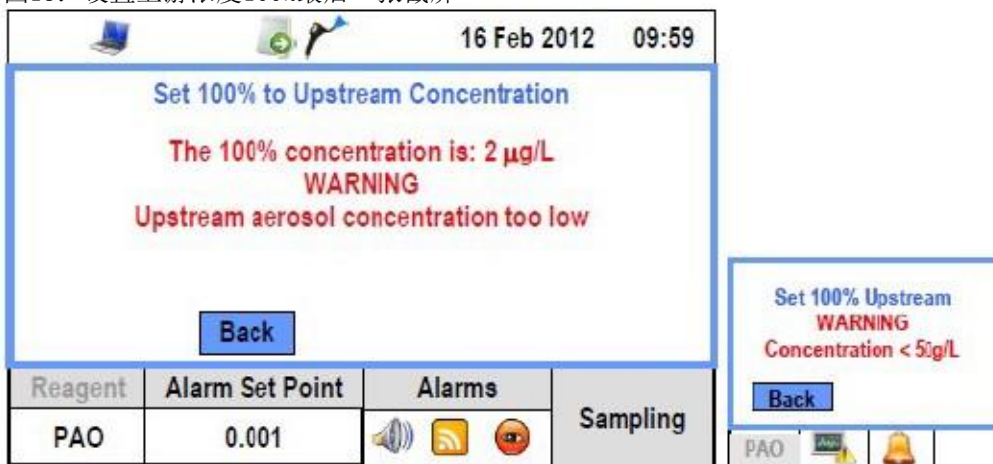 16 Feb 2012 09:59
Set 100% to Upstream Concentration
The 100% concentration is: 2 µg/L
WARNING
Upstream aerosol concentration too low
Back
Reagent Alarm Set Point Alarms
PAO 0.001 Sampling
Set 100% Upstream
WARNING
Concentration < 5▯g/L
Back
PAO